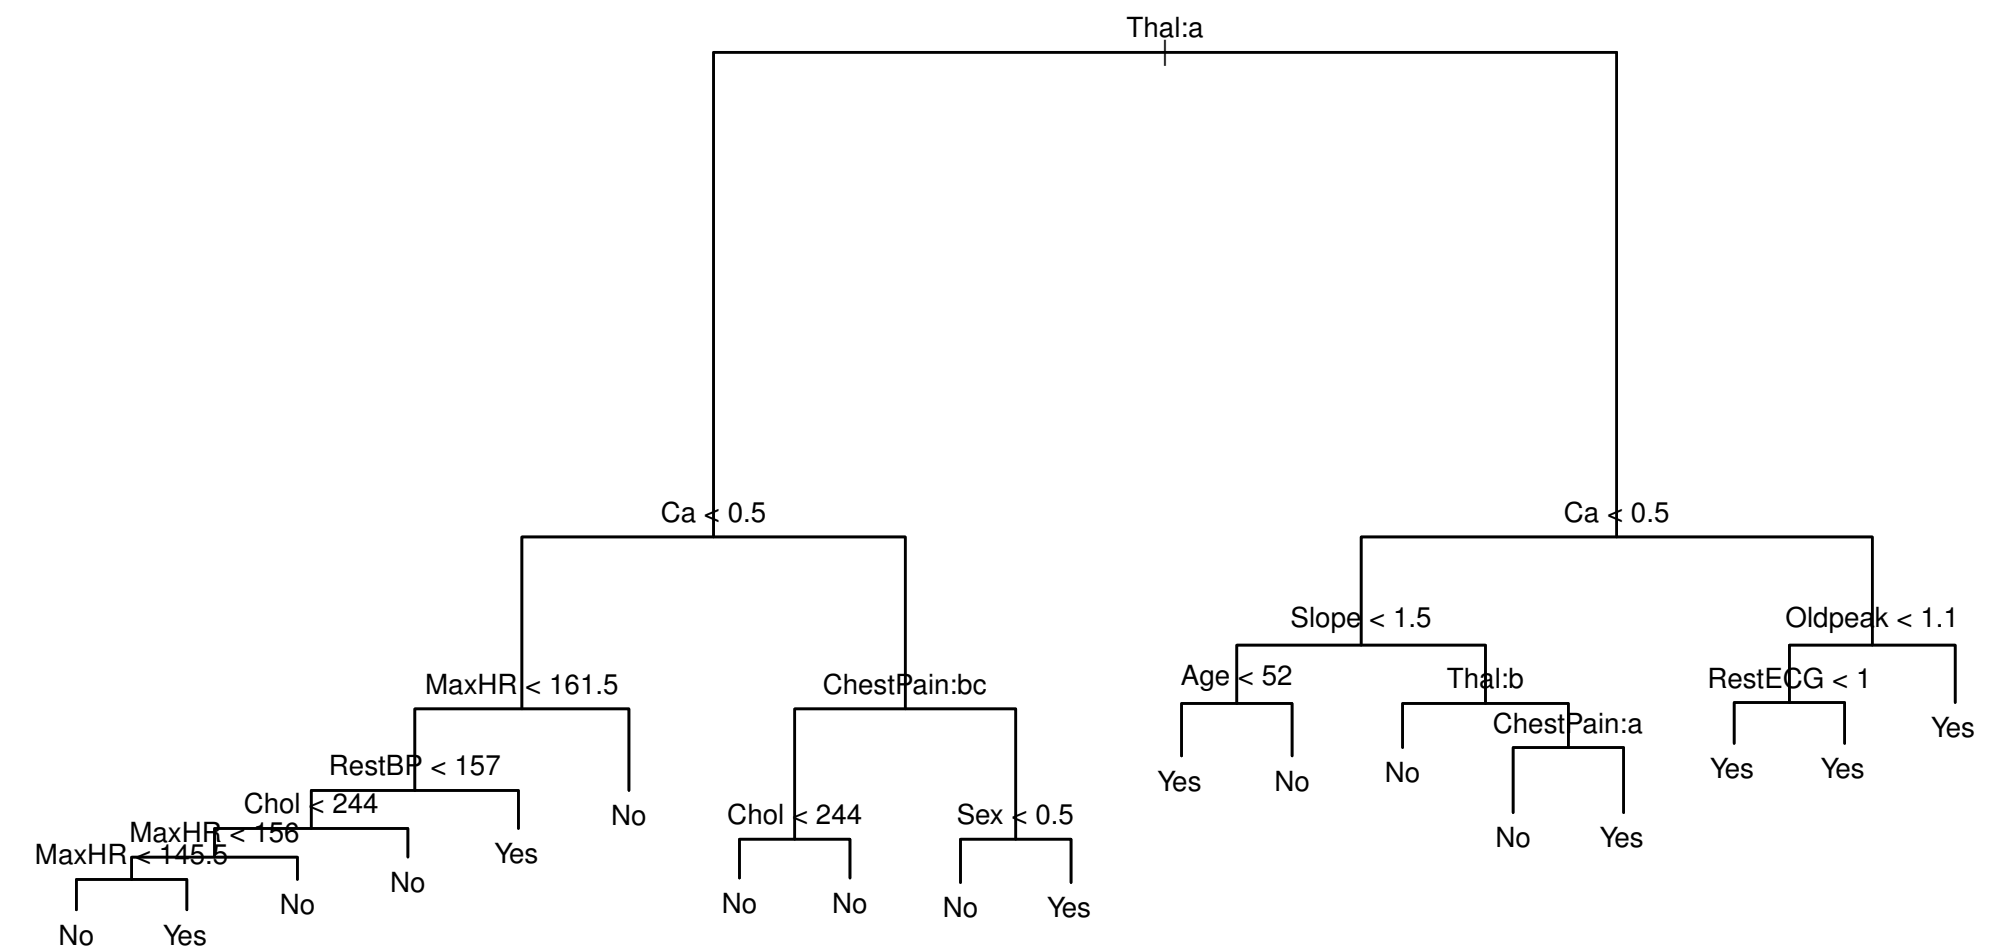 Thal:a
Ca < 0.5
Ca < 0.5
Slope < 1.5
Oldpeak < 1.1
MaxHR < 161.5
ChestPain:bc
Age < 52
Thal:b
RestECG < 1
ChestPain:a
Yes
RestBP < 157
Yes
No
No
Yes
Yes
Chol < 244
No
Chol < 244
Sex < 0.5
MaxHR < 156
No
Yes
MaxHR < 145.5
Yes
No
No
No
No
No
Yes
No
Yes